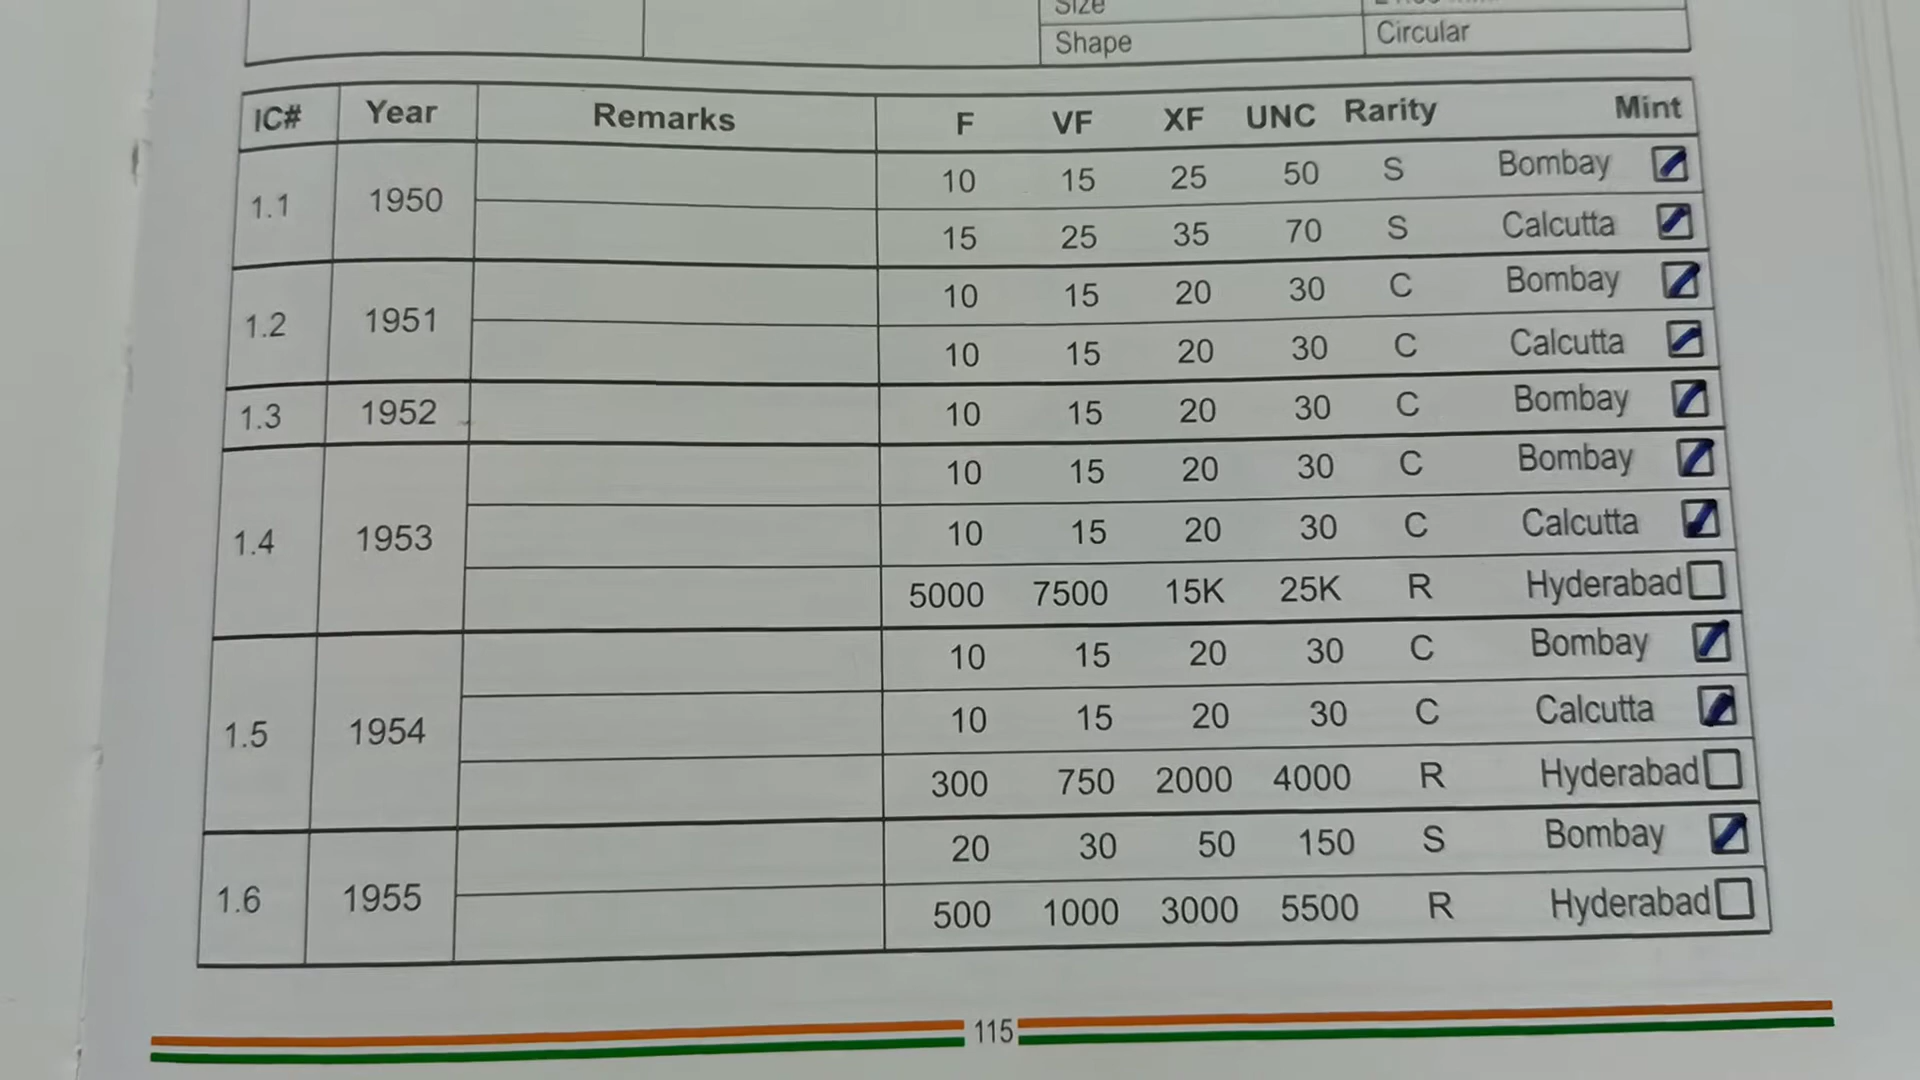 Size
Shape Circular
IC# Year Remarks F VF XF UNC Rarity Mint
1.1 1950 10 15 25 50 S Bombay
15 25 35 70 S Calcutta
1.2 1951 10 15 20 30 C Bombay
10 15 20 30 C Calcutta
1.3 1952 10 15 20 30 C Bombay
1.4 1953 10 15 20 30 C Bombay
10 15 20 30 C Calcutta
5000 7500 15K 25K R Hyderabad
1.5 1954 10 15 20 30 C Bombay
10 15 20 30 C Calcutta
300 750 2000 4000 R Hyderabad
1.6 1955 20 30 50 150 S Bombay
500 1000 3000 5500 R Hyderabad
115